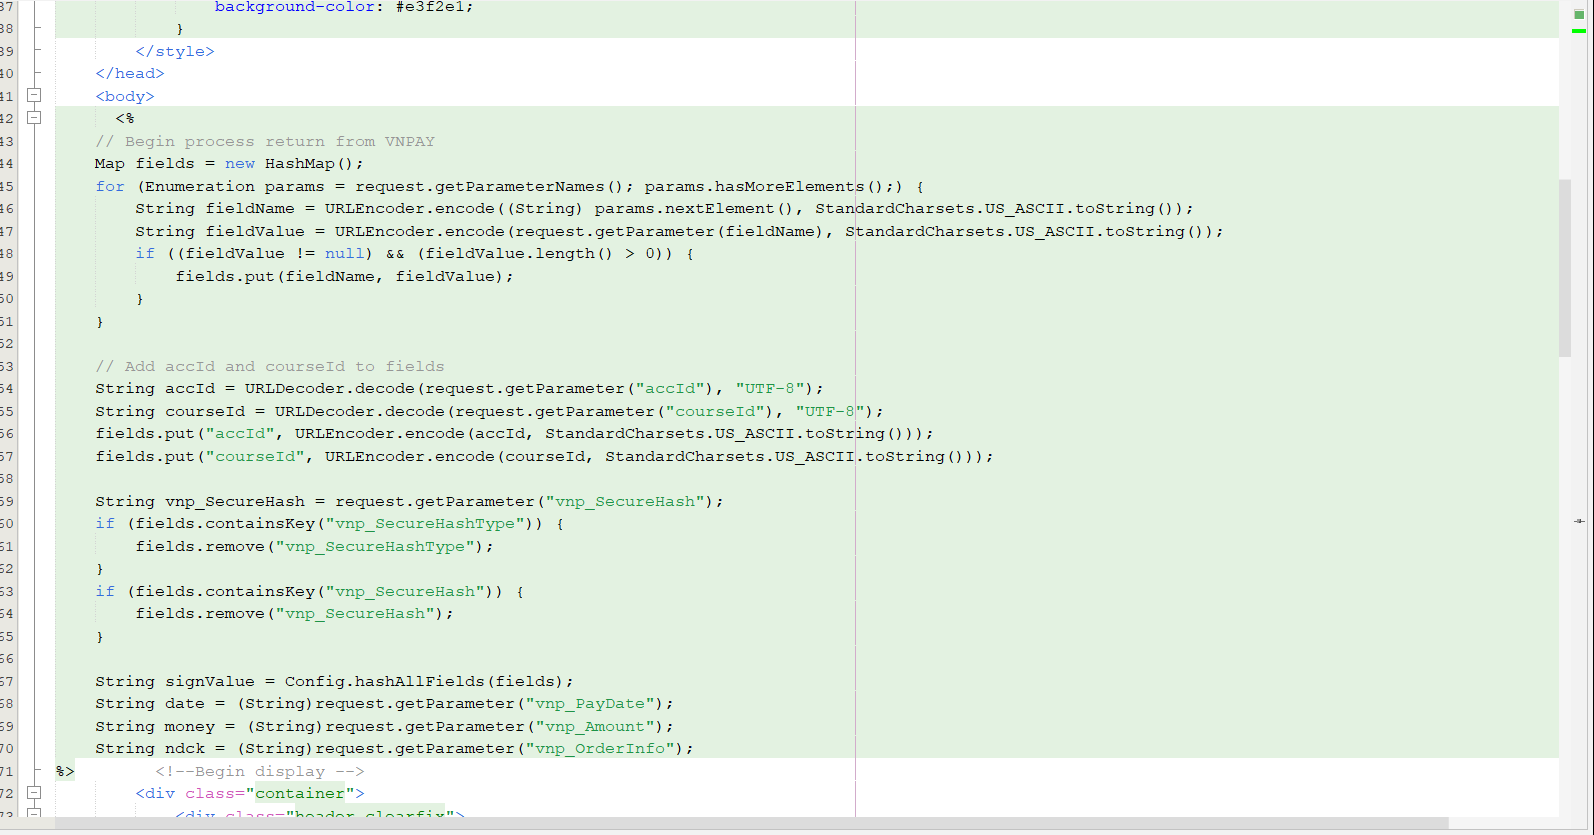 37 background-color: #e3f2e1;
38 }
39 </style>
40 </head>
41 <body>
42 <%
43 // Begin process return from VNPAY
44 Map fields = new HashMap();
45 for (Enumeration params = request.getParameterNames(); params.hasMoreElements();) {
46 String fieldName = URLEncoder.encode((String) params.nextElement(), StandardCharsets.US_ASCII.toString());
47 String fieldValue = URLEncoder.encode(request.getParameter(fieldName), StandardCharsets.US_ASCII.toString());
48 if ((fieldValue != null) && (fieldValue.length() > 0)) {
49 fields.put(fieldName, fieldValue);
50 }
51 }
52
53 // Add accId and courseId to fields
54 String accId = URLDecoder.decode(request.getParameter("accId"), "UTF-8");
55 String courseId = URLDecoder.decode(request.getParameter("courseId"), "UTF-8");
56 fields.put("accId", URLEncoder.encode(accId, StandardCharsets.US_ASCII.toString()));
57 fields.put("courseId", URLEncoder.encode(courseId, StandardCharsets.US_ASCII.toString()));
58
59 String vnp_SecureHash = request.getParameter("vnp_SecureHash");
60 if (fields.containsKey("vnp_SecureHashType")) {
61 fields.remove("vnp_SecureHashType");
62 }
63 if (fields.containsKey("vnp_SecureHash")) {
64 fields.remove("vnp_SecureHash");
65 }
66
67 String signValue = Config.hashAllFields(fields);
68 String date = (String)request.getParameter("vnp_PayDate");
69 String money = (String)request.getParameter("vnp_Amount");
70 String ndck = (String)request.getParameter("vnp_OrderInfo");
71 %> <!--Begin display -->
72 <div class="container">
73 <div class="header clearfix">